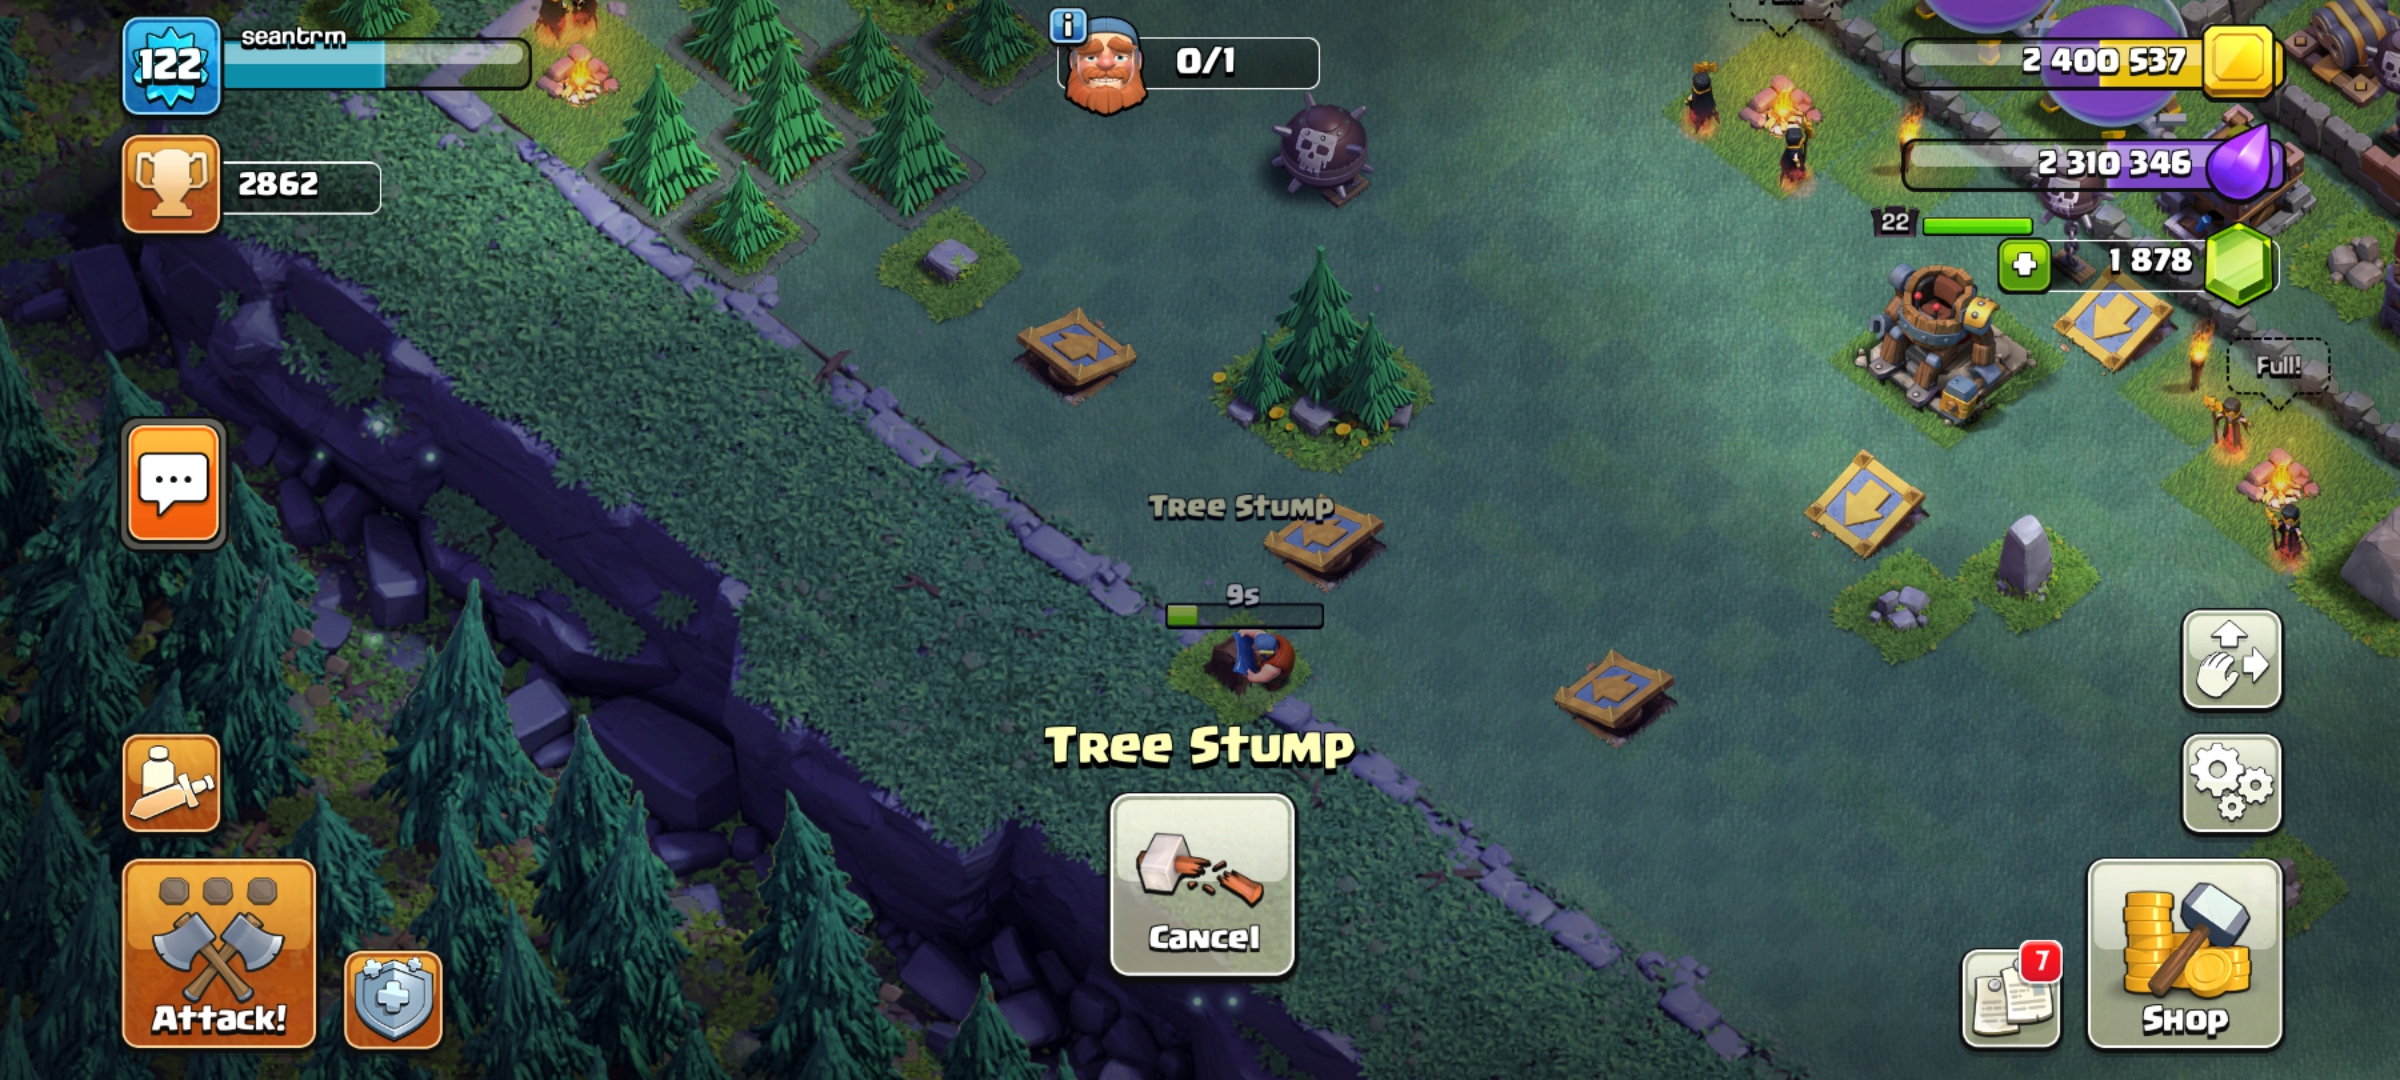 122
seantrm
i
0/1
2 400 537
2862
2 310 346
22
1 878
Full!
Tree Stump
9s
Tree Stump
Cancel
Attack!
7
Shop